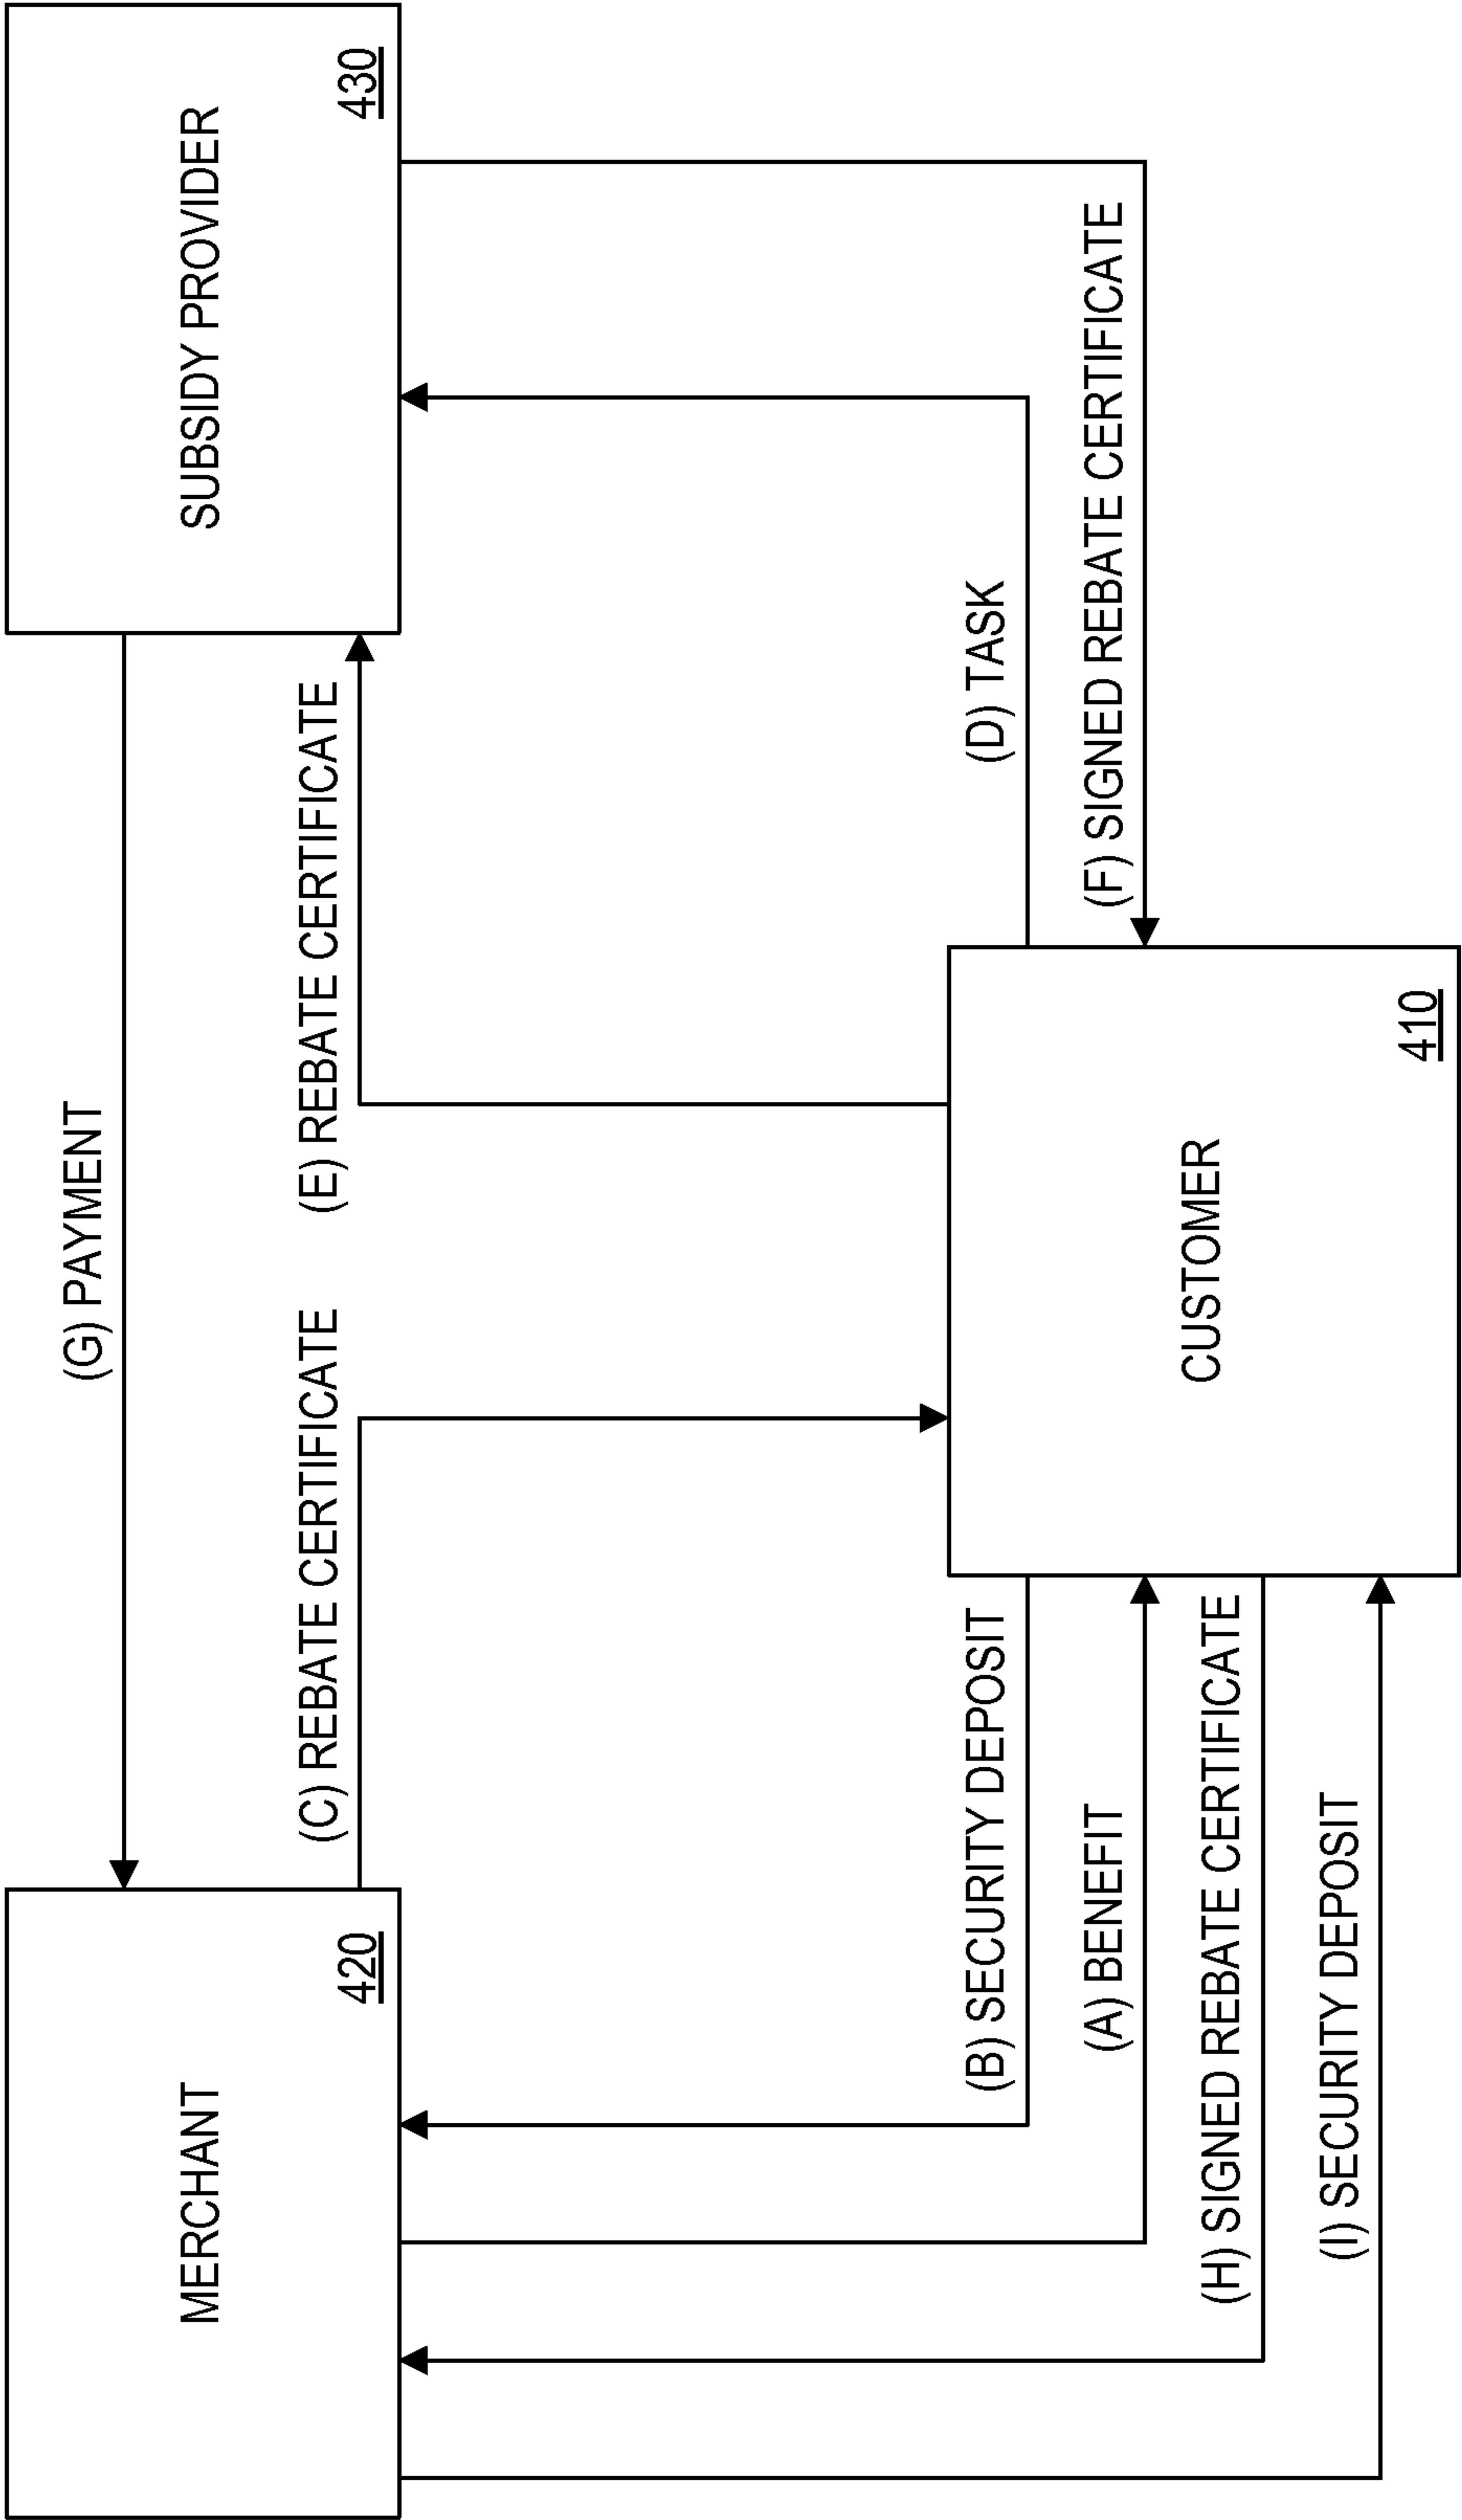 (G) PAYMENT
MERCHANT
SUBSIDY PROVIDER
420
430
(C) REBATE CERTIFICATE
(E) REBATE CERTIFICATE
(B) SECURITY DEPOSIT
(D) TASK
(A) BENEFIT
(F) SIGNED REBATE CERTIFICATE
(H) SIGNED REBATE CERTIFICATE
CUSTOMER
(I) SECURITY DEPOSIT
410